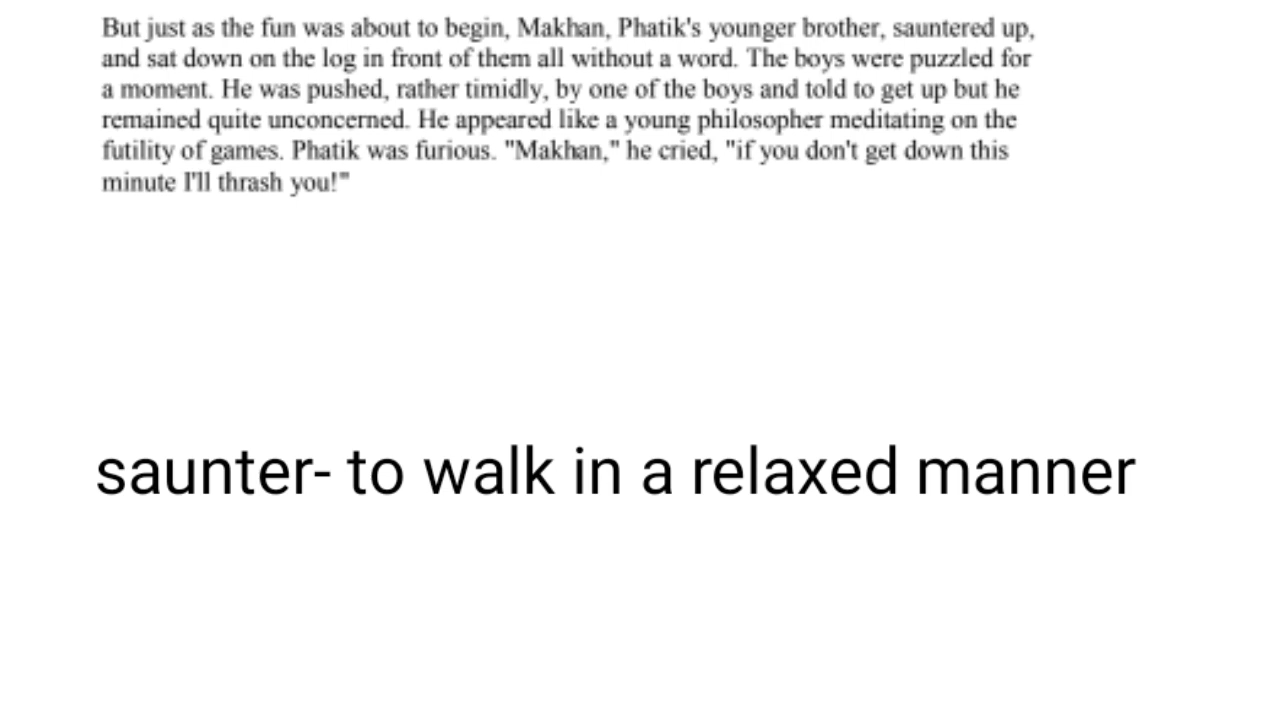 But just as the fun was about to begin, Makhan, Phatik's younger brother, sauntered up,
and sat down on the log in front of them all without a word. The boys were puzzled for
a moment. He was pushed, rather timidly, by one of the boys and told to get up but he
remained quite unconcerned. He appeared like a young philosopher meditating on the
futility of games. Phatik was furious. "Makhan," he cried, "if you don't get down this
minute I'll thrash you!"
saunter- to walk in a relaxed manner